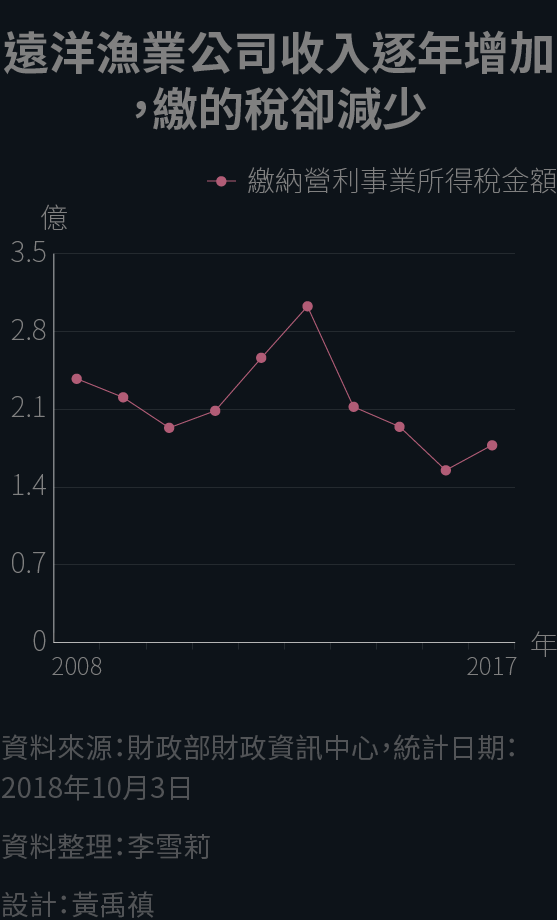 遠洋漁業公司收入逐年增加
，繳的稅卻減少
繳納營利事業所得稅金額
億
3.5
2.8
2.1
1.4
0.7
0
年
2008 2017
資料來源：財政部財政資訊中心，統計日期：
2018年10月3日
資料整理：李雪莉
設計：黃禹禛